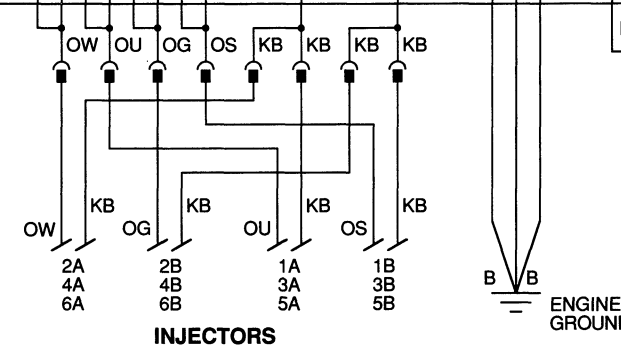 OW OU OG OS KB KB KB KB
KB KB KB KB
OW OG OU OS
2A 2B 1A 1B
4A 4B 3A 3B
6A 6B 5A 5B
B B
ENGINE
INJECTORS